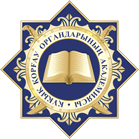 ҚҰҚЫҚ ҚОРҒАУ ОРГАНДАРЫНЫҢ АКАДЕМИЯСЫ